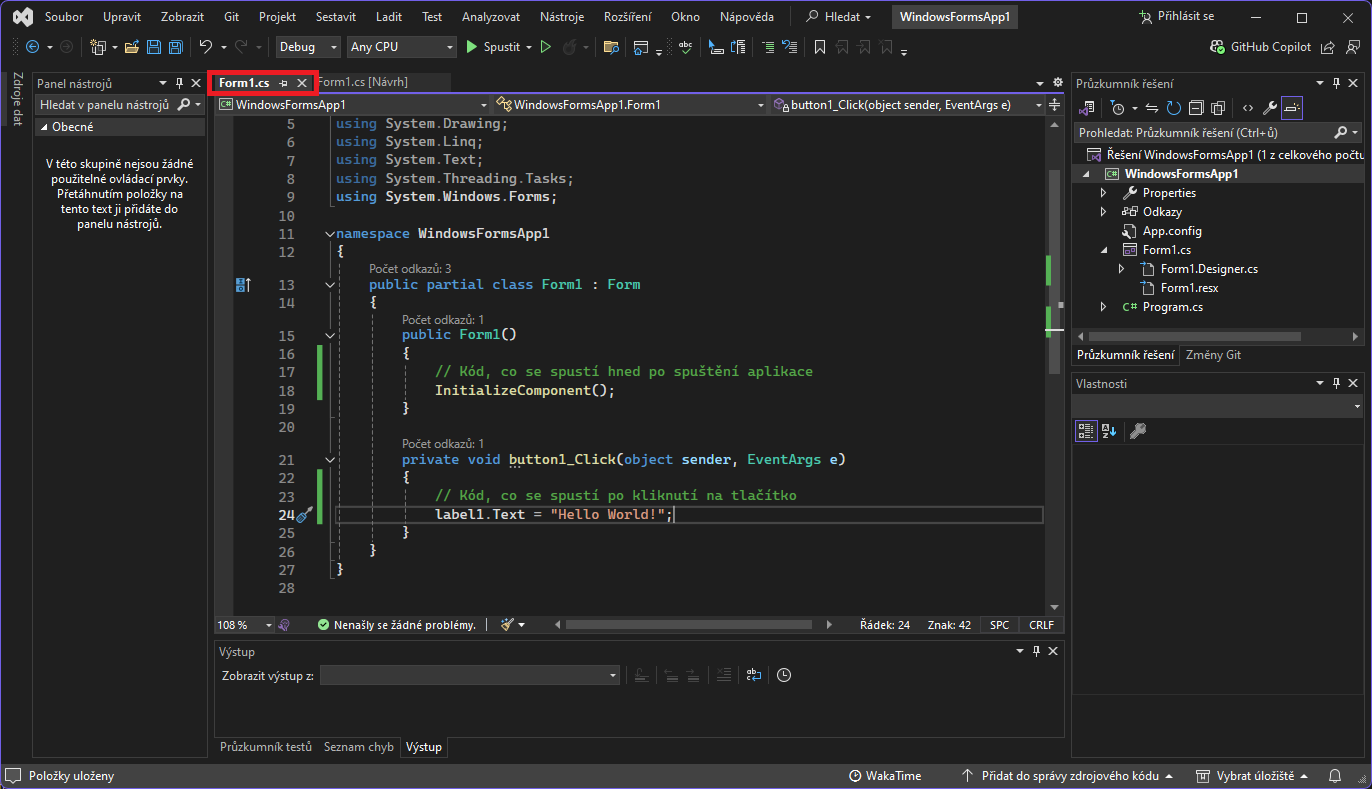 Soubor Upravit Zobrazit Git Projekt Sestavit Ladit Test Analyzovat Nástroje Rozšíření Okno Nápověda Hledat WindowsFormsApp1 Přihlásit se
Debug Any CPU Spustit GitHub Copilot
Zdroje dat
Panel nástrojů
Hledat v panelu nástrojů
Obecné
V této skupině nejsou žádné
použitelné ovládací prvky.
Přetáhnutím položky na
tento text ji přidáte do
panelu nástrojů.
Form1.cs Form1.cs [Návrh]
WindowsFormsApp1 WindowsFormsApp1.Form1 button1_Click(object sender, EventArgs e)
5 using System.Drawing;
6 using System.Linq;
7 using System.Text;
8 using System.Threading.Tasks;
9 using System.Windows.Forms;
10
11 namespace WindowsFormsApp1
12 {
Počet odkazů: 3
13 public partial class Form1 : Form
14 {
Počet odkazů: 1
15 public Form1()
16 {
17 // Kód, co se spustí hned po spuštění aplikace
18 InitializeComponent();
19 }
20
Počet odkazů: 1
21 private void button1_Click(object sender, EventArgs e)
22 {
23 // Kód, co se spustí po kliknutí na tlačítko
24 label1.Text = "Hello World!";
25 }
26 }
27 }
28
108 % Nenašly se žádné problémy. Řádek: 24 Znak: 42 SPC CRLF
Výstup
Zobrazit výstup z:
Průzkumník testů Seznam chyb Výstup
Průzkumník řešení
Prohledat: Průzkumník řešení (Ctrl+ů)
Řešení WindowsFormsApp1 (1 z celkového počtu
WindowsFormsApp1
Properties
Odkazy
App.config
Form1.cs
Form1.Designer.cs
Form1.resx
Program.cs
Průzkumník řešení Změny Git
Vlastnosti
Položky uloženy WakaTime Přidat do správy zdrojového kódu Vybrat úložiště